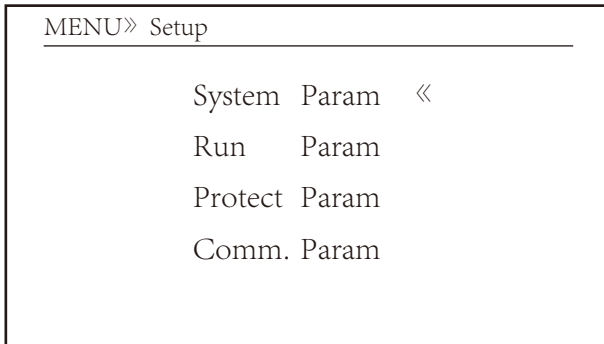 MENU》 Setup
System Param 《
Run Param
Protect Param
Comm. Param